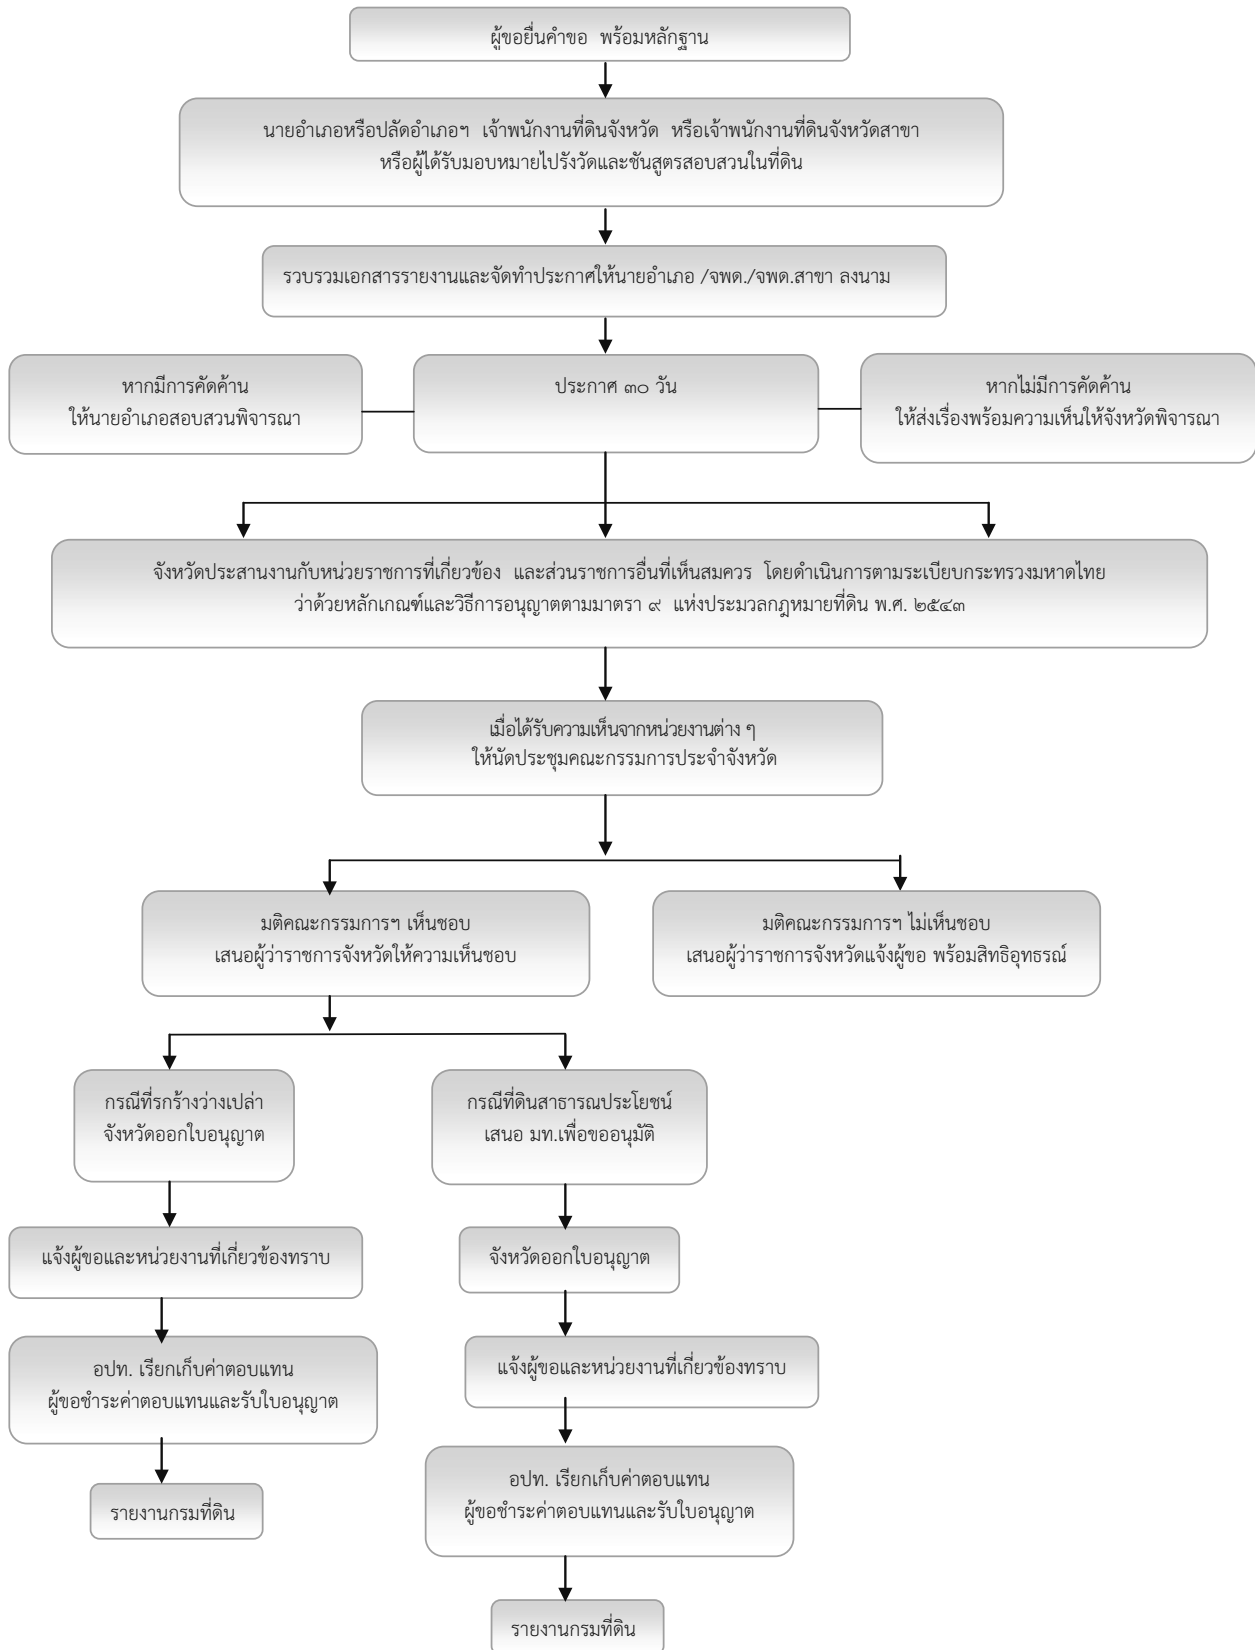 ผู้ขอยื่นคำขอ พร้อมหลักฐาน
นายอำเภอหรือปลัดอำเภอฯ เจ้าพนักงานที่ดินจังหวัด หรือเจ้าพนักงานที่ดินจังหวัดสาขา
หรือผู้ได้รับมอบหมายไปรังวัดและชันสูตรสอบสวนในที่ดิน
รวบรวมเอกสารรายงานและจัดทำประกาศให้นายอำเภอ /จพด./จพด.สาขา ลงนาม
หากมีการคัดค้าน
ให้นายอำเภอสอบสวนพิจารณา
ประกาศ ๓๐ วัน
หากไม่มีการคัดค้าน
ให้ส่งเรื่องพร้อมความเห็นให้จังหวัดพิจารณา
จังหวัดประสานงานกับหน่วยราชการที่เกี่ยวข้อง และส่วนราชการอื่นที่เห็นสมควร โดยดำเนินการตามระเบียบกระทรวงมหาดไทย
ว่าด้วยหลักเกณฑ์และวิธีการอนุญาตตามมาตรา ๙ แห่งประมวลกฎหมายที่ดิน พ.ศ. ๒๕๔๓
เมื่อได้รับความเห็นจากหน่วยงานต่าง ๆ
ให้นัดประชุมคณะกรรมการประจำจังหวัด
มติคณะกรรมการฯ เห็นชอบ
เสนอผู้ว่าราชการจังหวัดให้ความเห็นชอบ
มติคณะกรรมการฯ ไม่เห็นชอบ
เสนอผู้ว่าราชการจังหวัดแจ้งผู้ขอ พร้อมสิทธิอุทธรณ์
กรณีที่รกร้างว่างเปล่า
จังหวัดออกใบอนุญาต
กรณีที่ดินสาธารณประโยชน์
เสนอ มท.เพื่อขออนุมัติ
แจ้งผู้ขอและหน่วยงานที่เกี่ยวข้องทราบ
จังหวัดออกใบอนุญาต
อปท. เรียกเก็บค่าตอบแทน
ผู้ขอชำระค่าตอบแทนและรับใบอนุญาต
แจ้งผู้ขอและหน่วยงานที่เกี่ยวข้องทราบ
รายงานกรมที่ดิน
อปท. เรียกเก็บค่าตอบแทน
ผู้ขอชำระค่าตอบแทนและรับใบอนุญาต
รายงานกรมที่ดิน